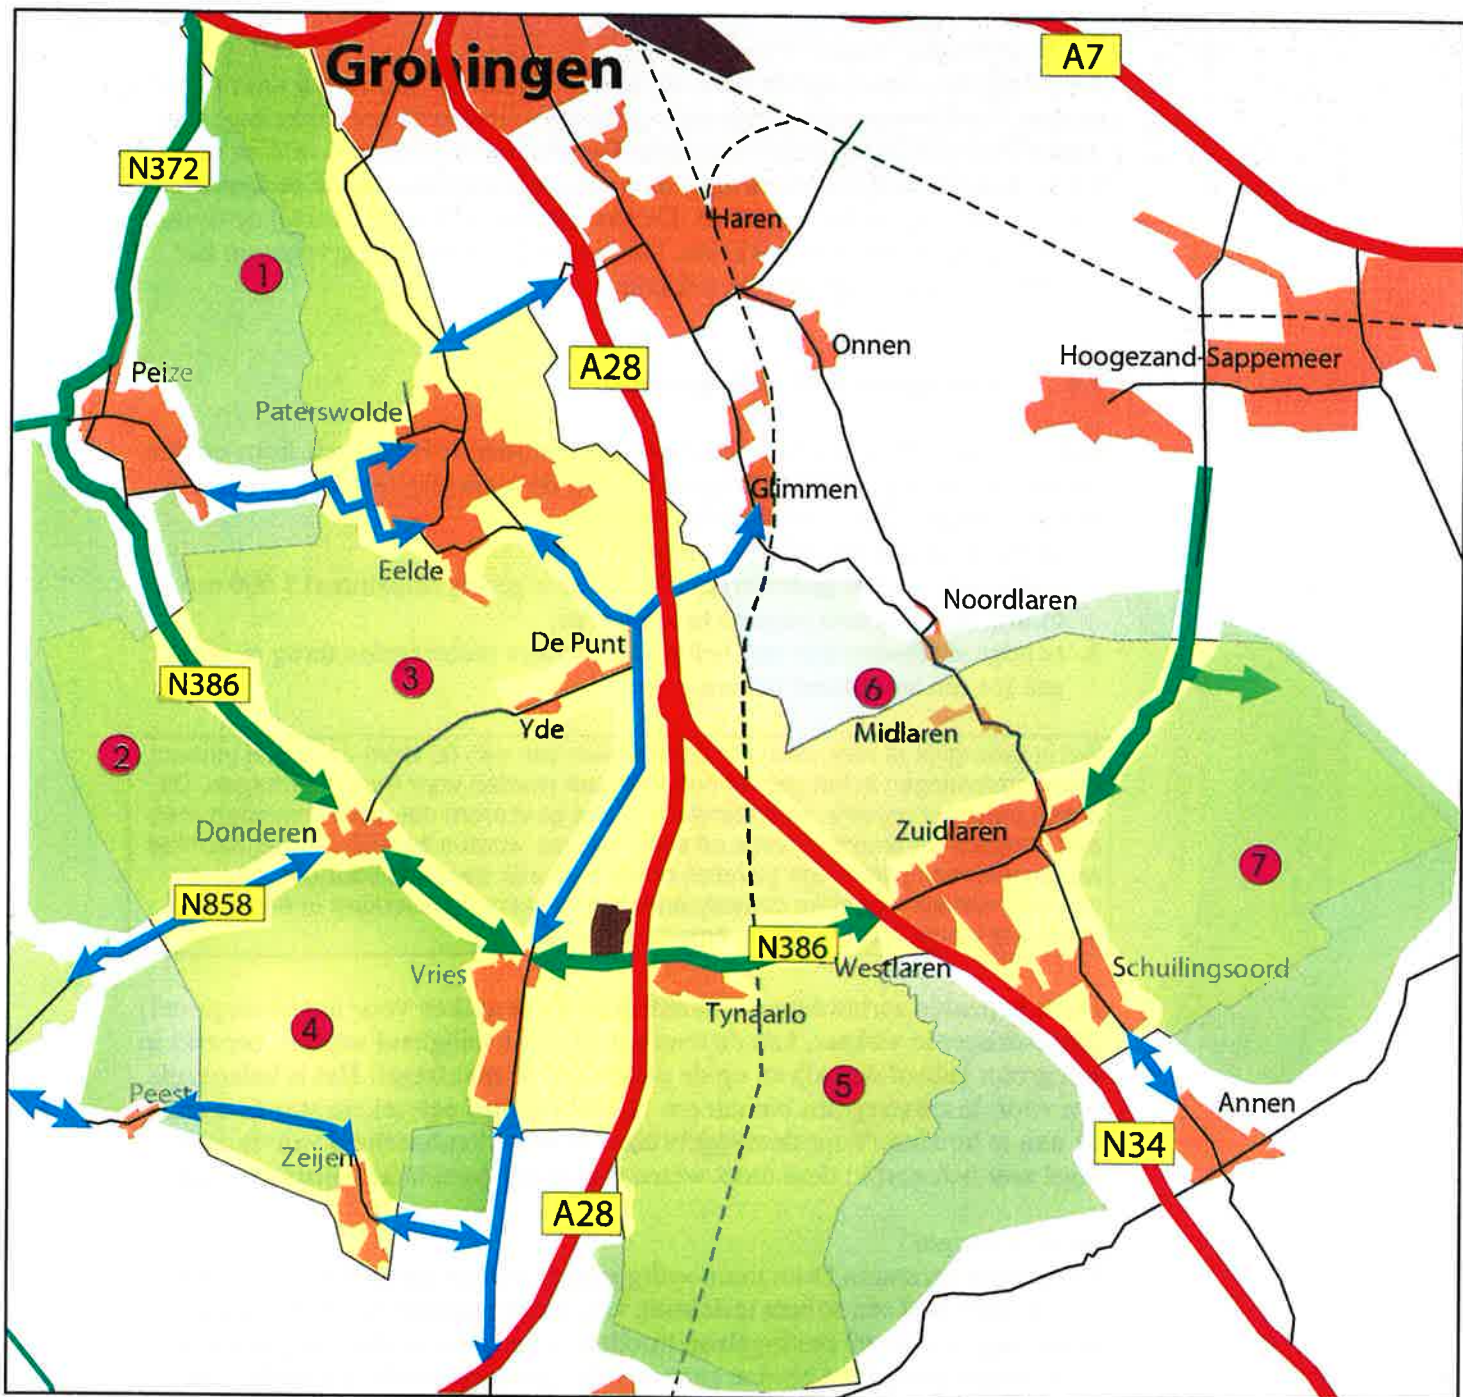 Groningen
A7
N372
1
Haren
Peize
A28
Onnen
Hoogezand-Sappemeer
Paterswolde
Glimmen
Eelde
Noordlaren
De Punt
N386
3
6
Yde
Midlaren
2
Donderen
Zuidlaren
7
N858
N386
Vries
Westlaren
Schuilingsoord
4
Tynaarlo
5
Peest
Annen
Zeijen
N34
A28